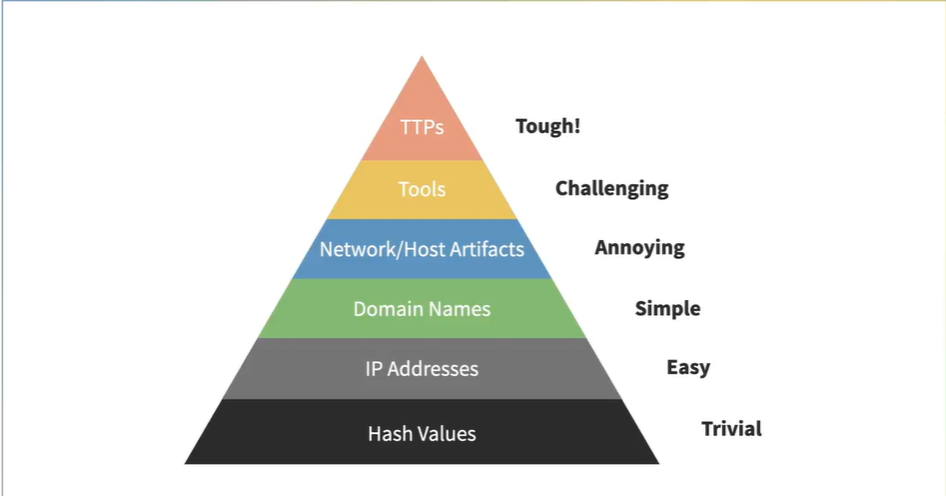 TTPs
Tough!
Tools
Challenging
Network/Host Artifacts
Annoying
Domain Names
Simple
IP Addresses
Easy
Hash Values
Trivial